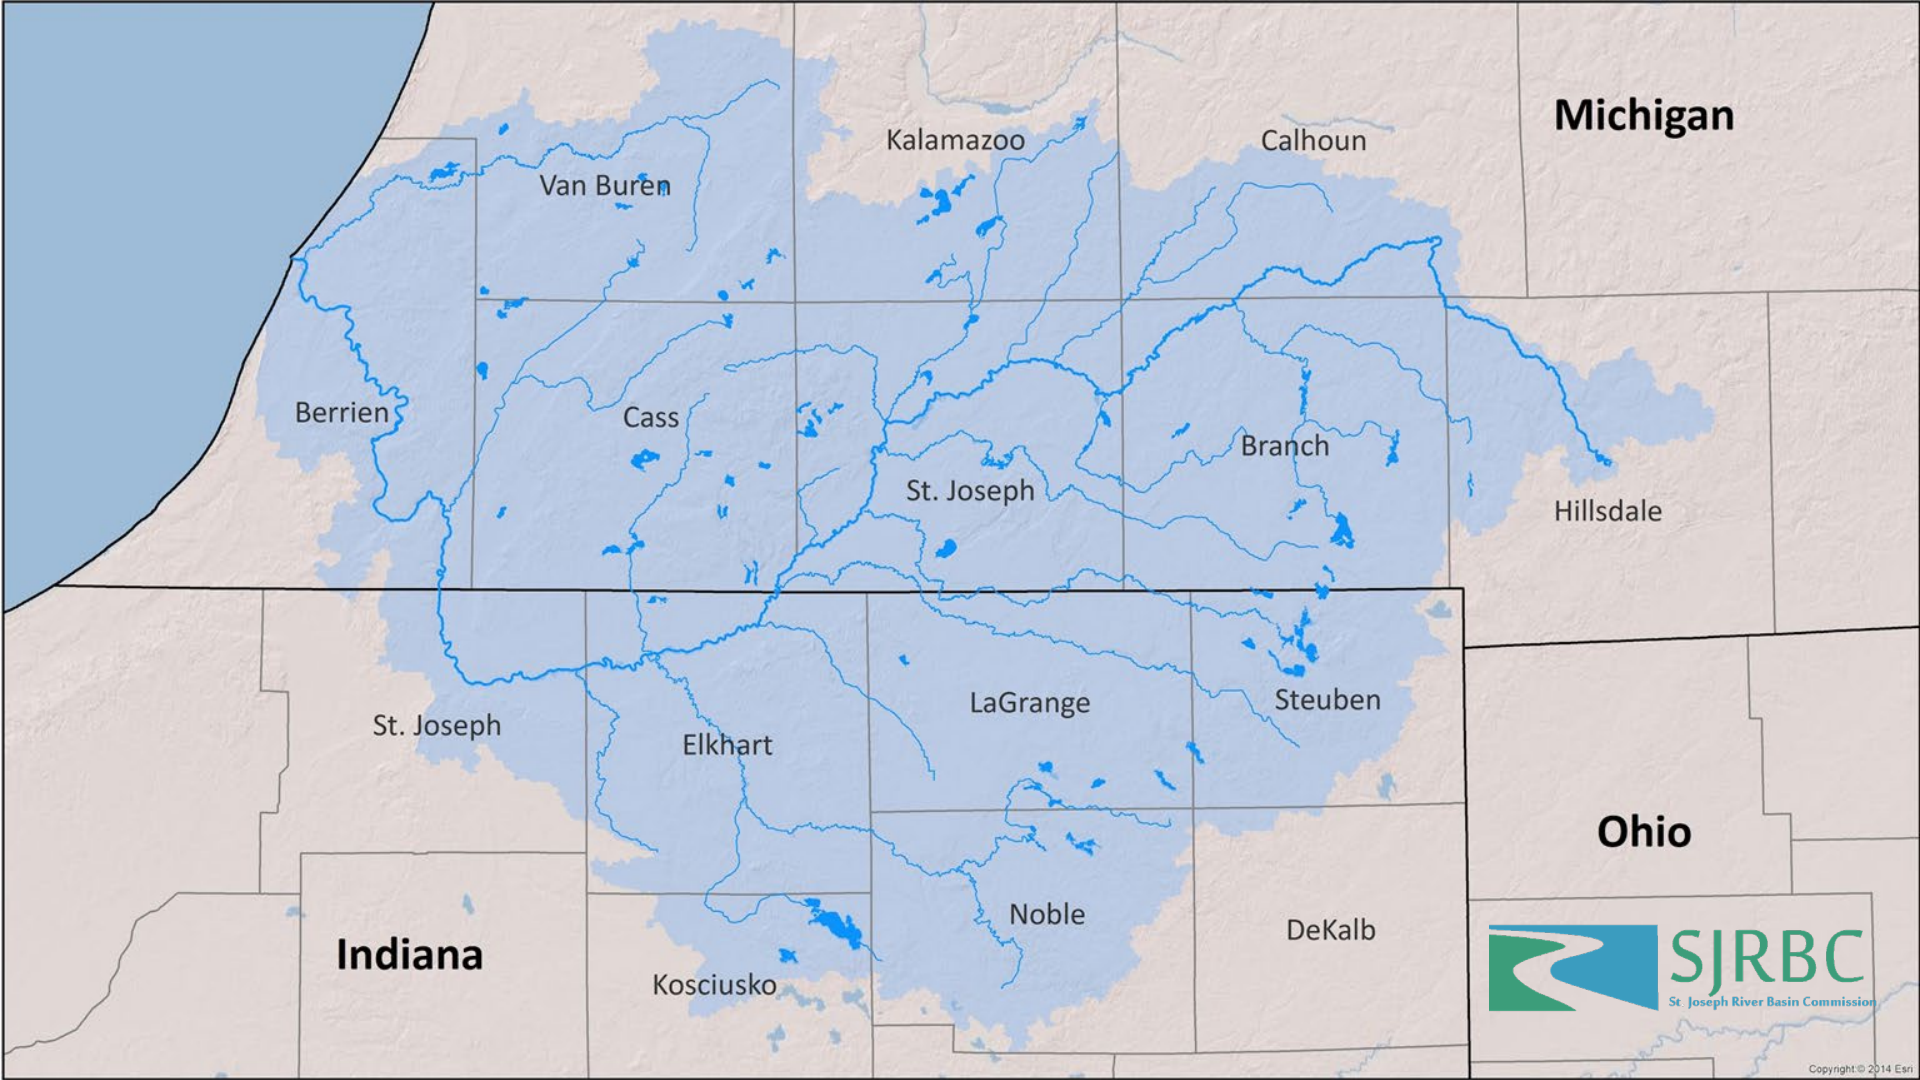 Michigan
Kalamazoo
Calhoun
Van Buren
Berrien
Cass
Branch
St. Joseph
Hillsdale
LaGrange
Steuben
St. Joseph
Elkhart
Ohio
Noble
DeKalb
Indiana
Kosciusko
SJRBC
St Joseph River Basin Commission
Copyright:© 2014 Esri